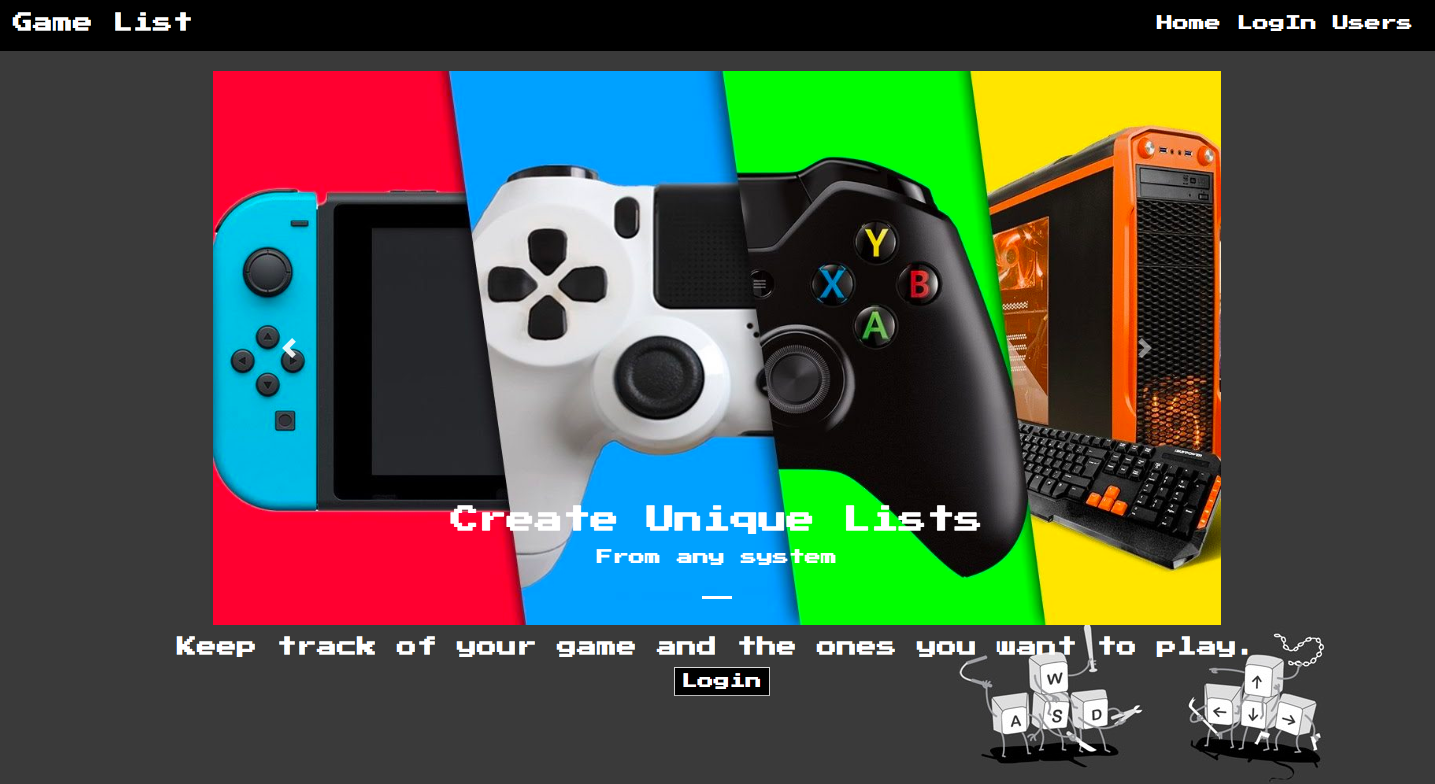 Game List
Home LogIn Users
Y
X B
A
Create Unique Lists
From any system
Keep track of your game and the ones you want to play.
Login
W
A S D
↑
← ↓ →